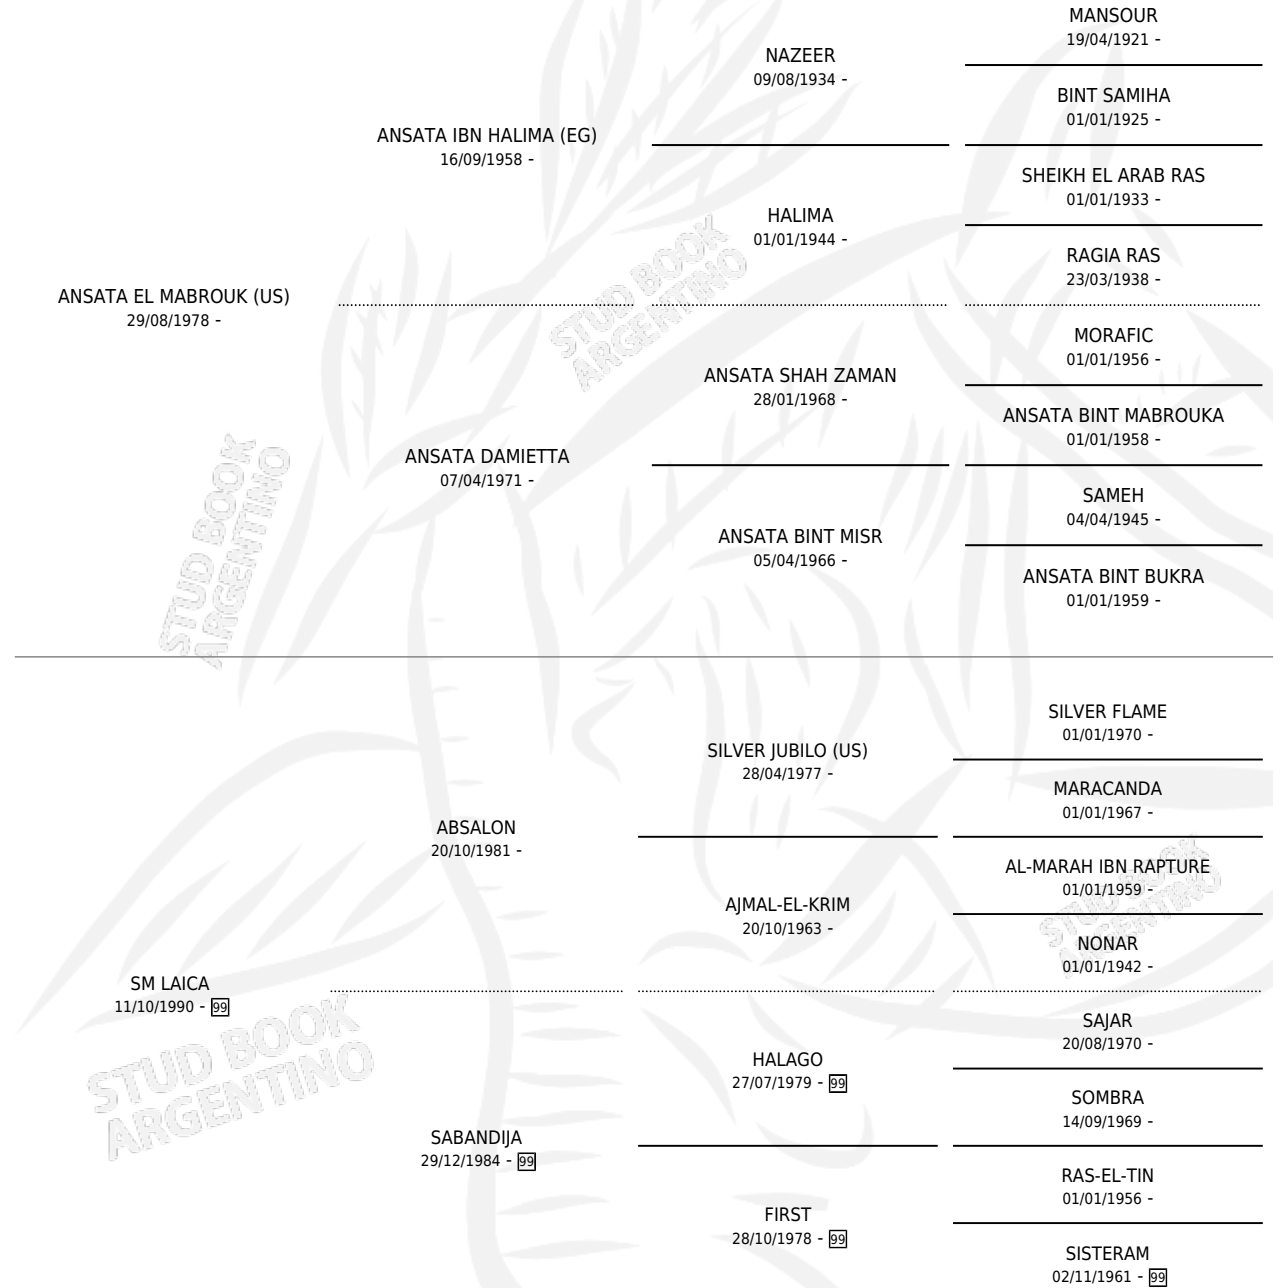 MANSOUR
19/04/1921 -
NAZEER
09/08/1934 -
BINT SAMIHA
01/01/1925 -
ANSATA IBN HALIMA (EG)
16/09/1958 -
SHEIKH EL ARAB RAS
01/01/1933 -
HALIMA
01/01/1944 -
RAGIA RAS
23/03/1938 -
ANSATA EL MABROUK (US)
29/08/1978 -
MORAFIC
01/01/1956 -
ANSATA SHAH ZAMAN
28/01/1968 -
ANSATA BINT MABROUKA
01/01/1958 -
ANSATA DAMIETTA
07/04/1971 -
SAMEH
04/04/1945 -
ANSATA BINT MISR
05/04/1966 -
ANSATA BINT BUKRA
01/01/1959 -
SILVER FLAME
01/01/1970 -
SILVER JUBILO (US)
28/04/1977 -
MARACANDA
01/01/1967 -
ABSALON
20/10/1981 -
AL-MARAH IBN RAPTURE
01/01/1959 -
AJMAL-EL-KRIM
20/10/1963 -
NONAR
01/01/1942 -
SM LAICA
11/10/1990 - 99
SAJAR
20/08/1970 -
HALAGO
27/07/1979 - 99
SOMBRA
14/09/1969 -
SABANDIJA
29/12/1984 - 99
RAS-EL-TIN
01/01/1956 -
FIRST
28/10/1978 - 99
SISTERAM
02/11/1961 - 99
STUD BOOK
ARGENTINO
STUD BOOK
ARGENTINO
STUD BOOK
ARGENTINO
STUD BOOK
ARGENTINO